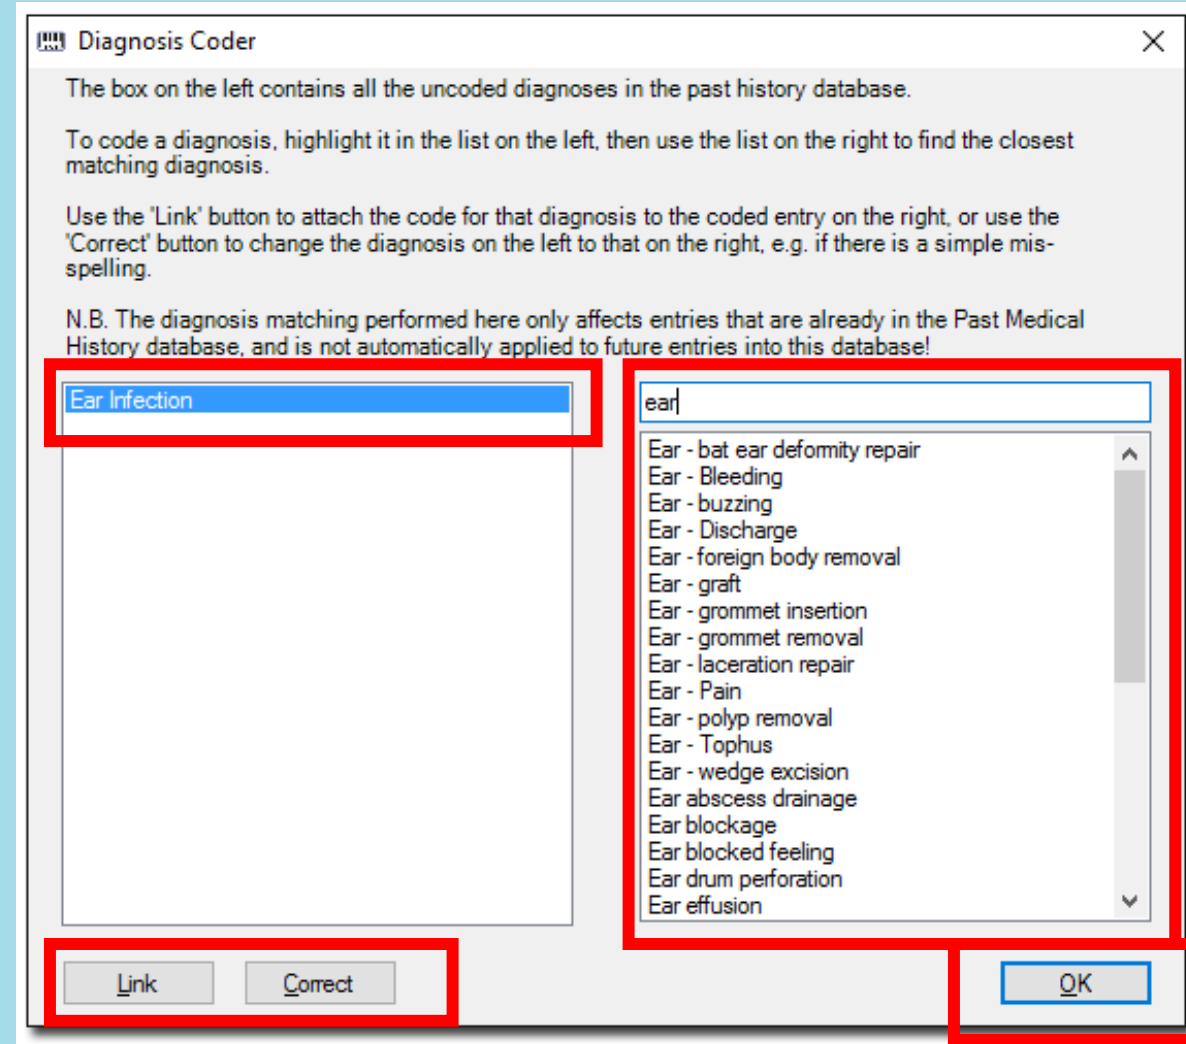 Diagnosis Coder
The box on the left contains all the uncoded diagnoses in the past history database.
To code a diagnosis, highlight it in the list on the left, then use the list on the right to find the closest
matching diagnosis.
Use the 'Link' button to attach the code for that diagnosis to the coded entry on the right, or use the
'Correct' button to change the diagnosis on the left to that on the right, e.g. if there is a simple mis-
spelling.
N.B. The diagnosis matching performed here only affects entries that are already in the Past Medical
History database, and is not automatically applied to future entries into this database!
Ear Infection
ear
Ear - bat ear deformity repair
Ear - Bleeding
Ear - buzzing
Ear - Discharge
Ear - foreign body removal
Ear - graft
Ear - grommet insertion
Ear - grommet removal
Ear - laceration repair
Ear - Pain
Ear - polyp removal
Ear - Tophus
Ear - wedge excision
Ear abscess drainage
Ear blockage
Ear blocked feeling
Ear drum perforation
Ear effusion
Link
Correct
OK